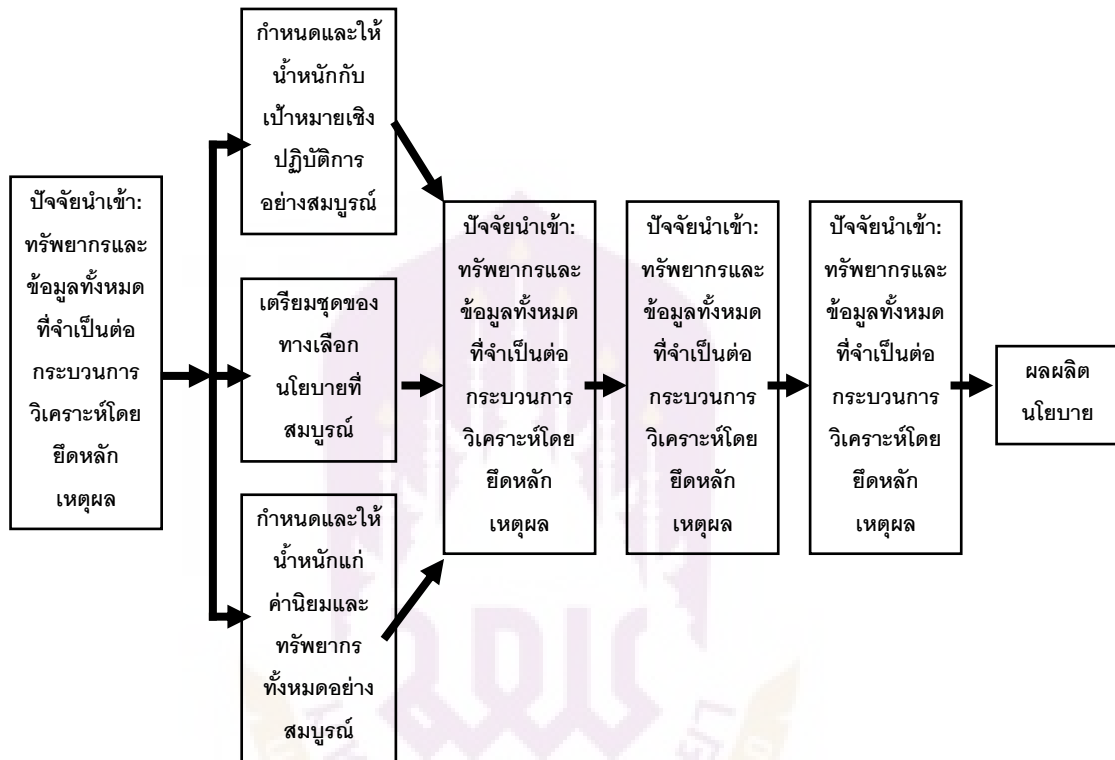 ปัจจัยนำเข้า:
ทรัพยากรและ
ข้อมูลทั้งหมด
ที่จำเป็นต่อ
กระบวนการ
วิเคราะห์โดย
ยึดหลัก
เหตุผล
กำหนดและให้
น้ำหนักกับ
เป้าหมายเชิง
ปฏิบัติการ
อย่างสมบูรณ์
เตรียมชุดของ
ทางเลือก
นโยบายที่
สมบูรณ์
กำหนดและให้
น้ำหนักแก่
ค่านิยมและ
ทรัพยากร
ทั้งหมดอย่าง
สมบูรณ์
ปัจจัยนำเข้า:
ทรัพยากรและ
ข้อมูลทั้งหมด
ที่จำเป็นต่อ
กระบวนการ
วิเคราะห์โดย
ยึดหลัก
เหตุผล
ปัจจัยนำเข้า:
ทรัพยากรและ
ข้อมูลทั้งหมด
ที่จำเป็นต่อ
กระบวนการ
วิเคราะห์โดย
ยึดหลัก
เหตุผล
ปัจจัยนำเข้า:
ทรัพยากรและ
ข้อมูลทั้งหมด
ที่จำเป็นต่อ
กระบวนการ
วิเคราะห์โดย
ยึดหลัก
เหตุผล
ผลผลิต
นโยบาย